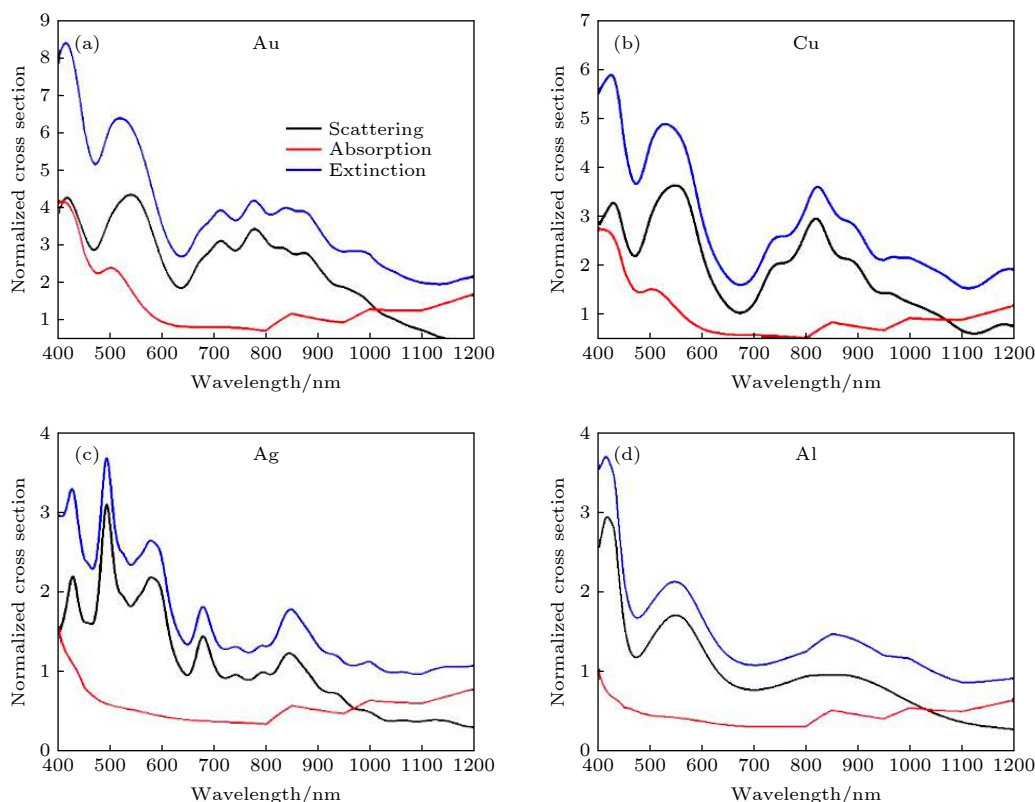 (a) Au
Scattering
Absorption
Extinction
9
8
7
6
5
4
3
2
1
Normalized cross section
400 500 600 700 800 900 1000 1100 1200
Wavelength/nm
(b) Cu
7
6
5
4
3
2
1
Normalized cross section
400 500 600 700 800 900 1000 1100 1200
Wavelength/nm
(c) Ag
4
3
2
1
0
Normalized cross section
400 500 600 700 800 900 1000 1100 1200
Wavelength/nm
(d) Al
4
3
2
1
0
Normalized cross section
400 500 600 700 800 900 1000 1100 1200
Wavelength/nm